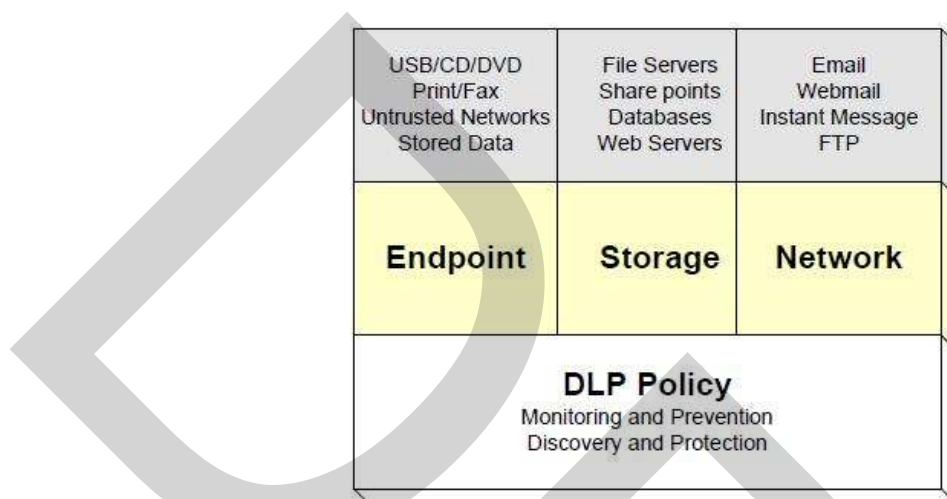 USB/CD/DVD
Print/Fax
Untrusted Networks
Stored Data
File Servers
Share points
Databases
Web Servers
Email
Webmail
Instant Message
FTP
Endpoint
Storage
Network
DLP Policy
Monitoring and Prevention
Discovery and Protection